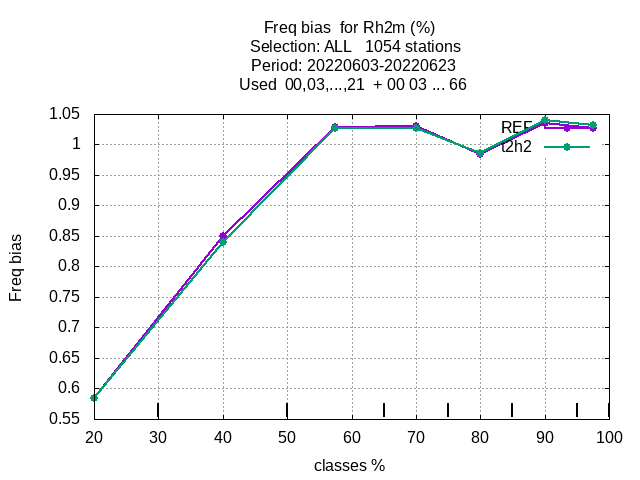 Freq bias  for Rh2m (%)
Selection: ALL   1054 stations
Period: 20220603-20220623
Used  00,03,...,21  + 00 03 ... 66
1.05
1
0.95
0.9
0.85
0.8
0.75
0.7
0.65
0.6
0.55
Freq bias
REF
t2h2
20 30 40 50 60 70 80 90 100
classes %